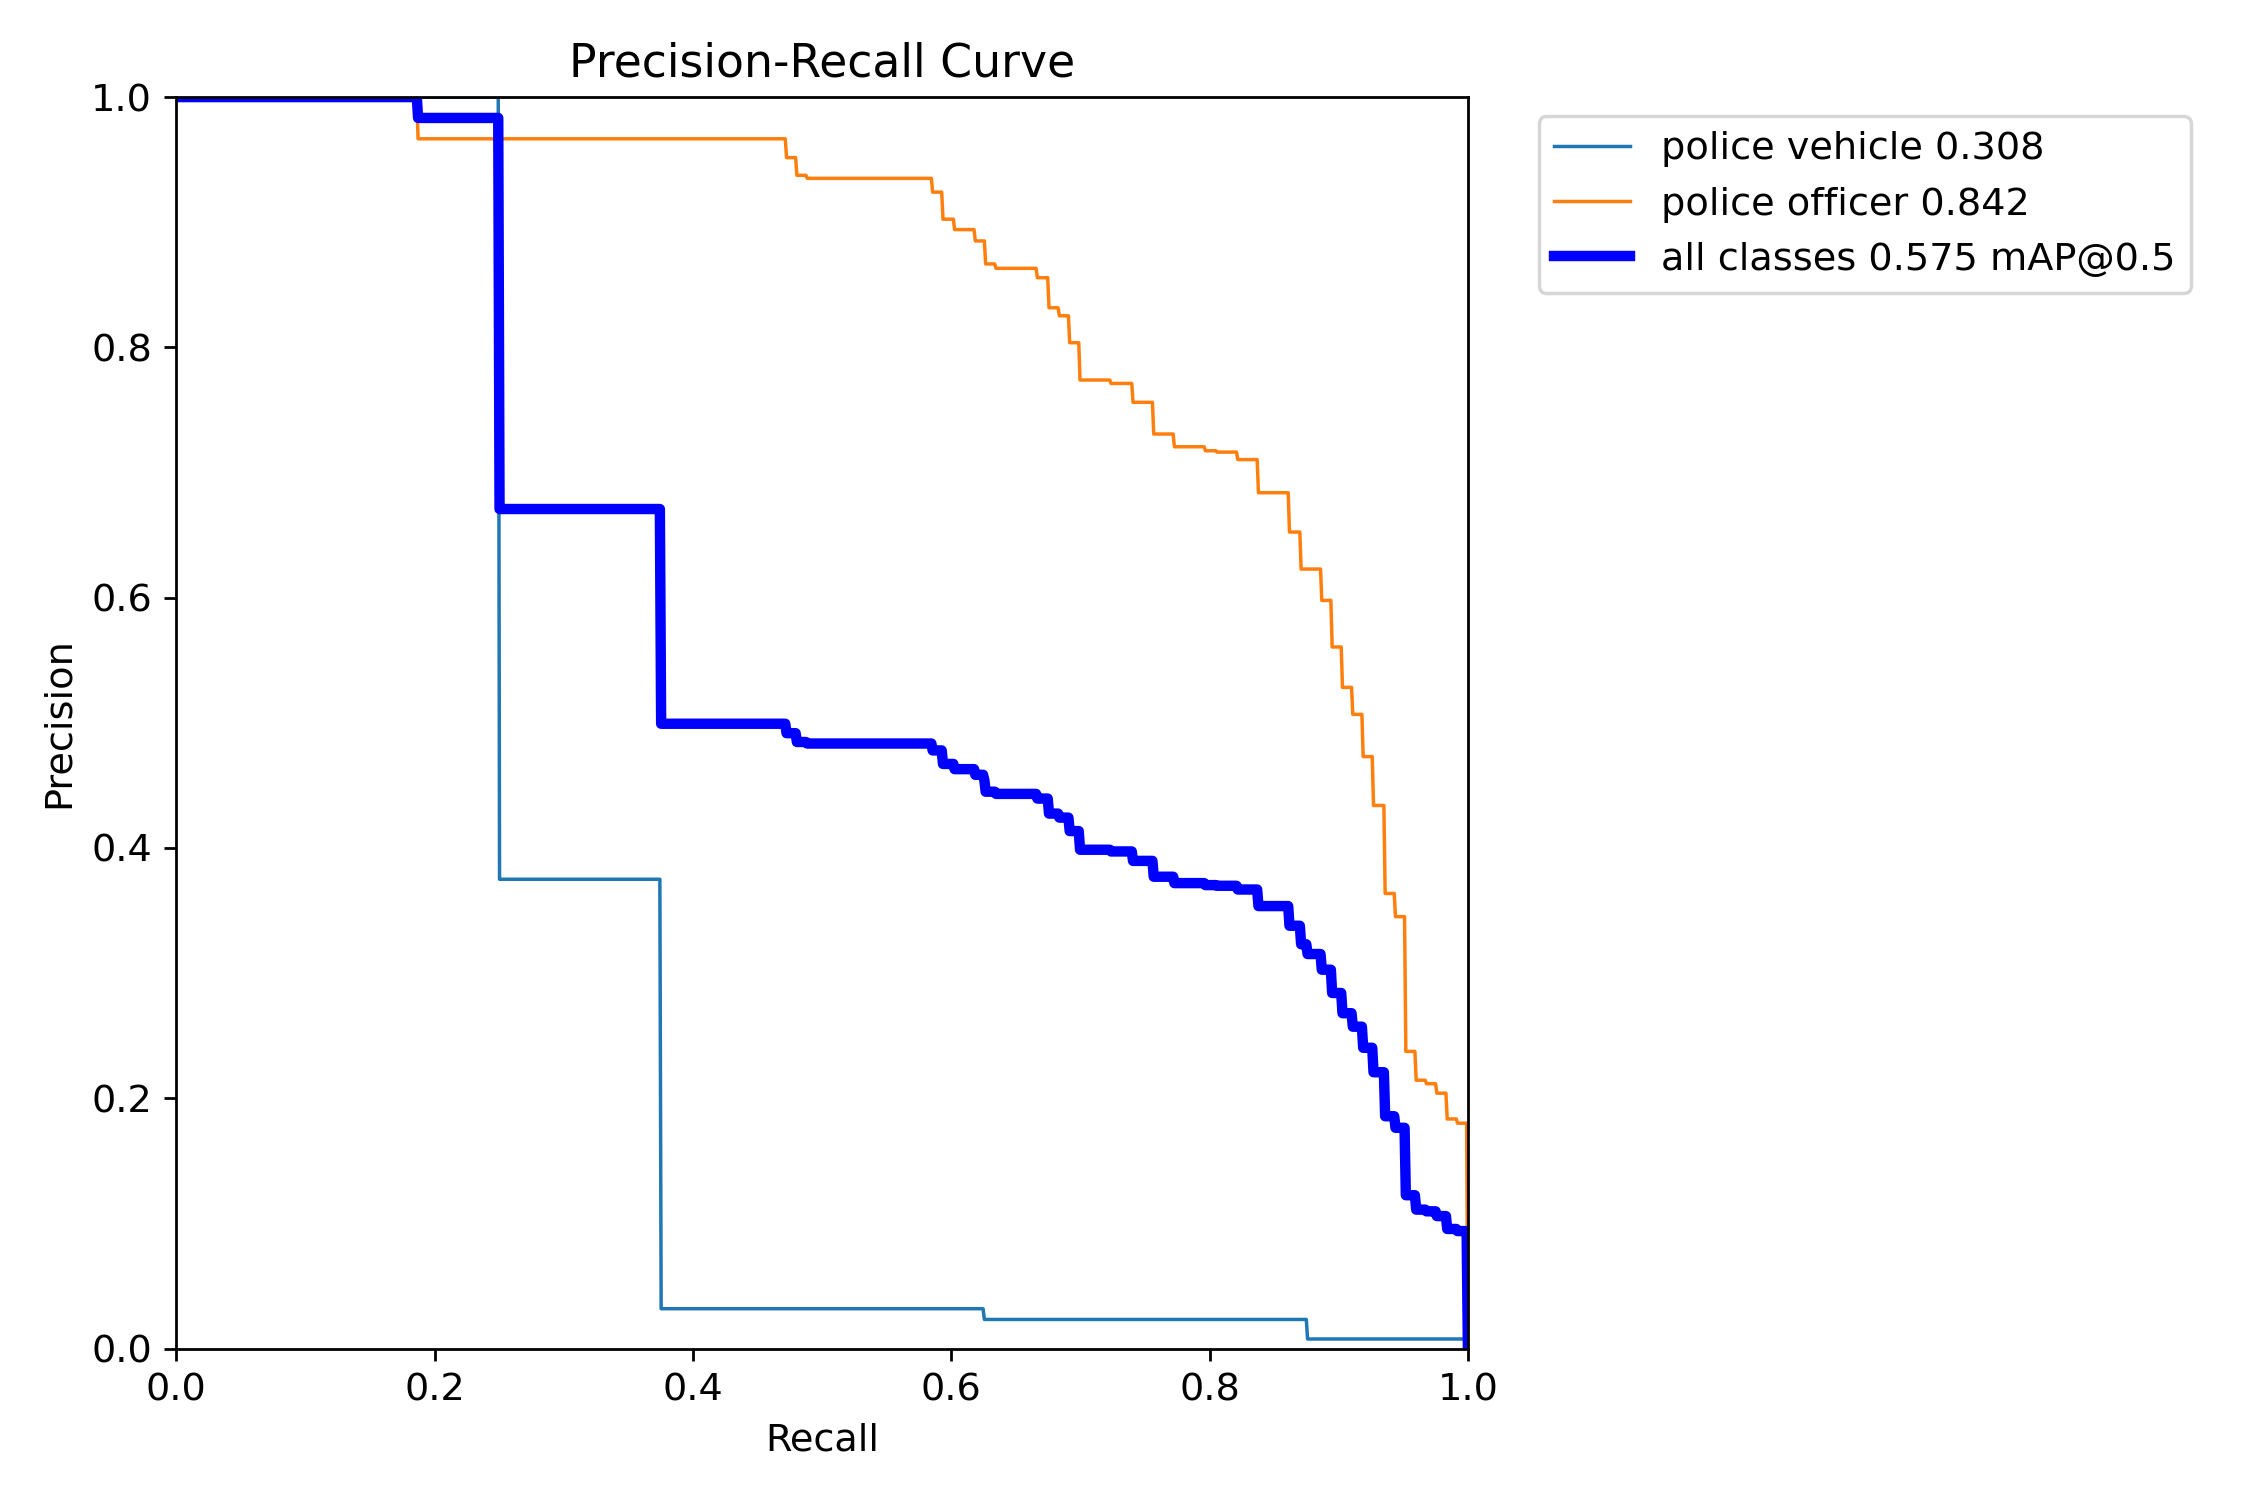 Precision-Recall Curve
1.0
0.8
0.6
0.4
0.2
0.0
Precision
0.0 0.2 0.4 0.6 0.8 1.0
Recall
police vehicle 0.308
police officer 0.842
all classes 0.575 mAP@0.5